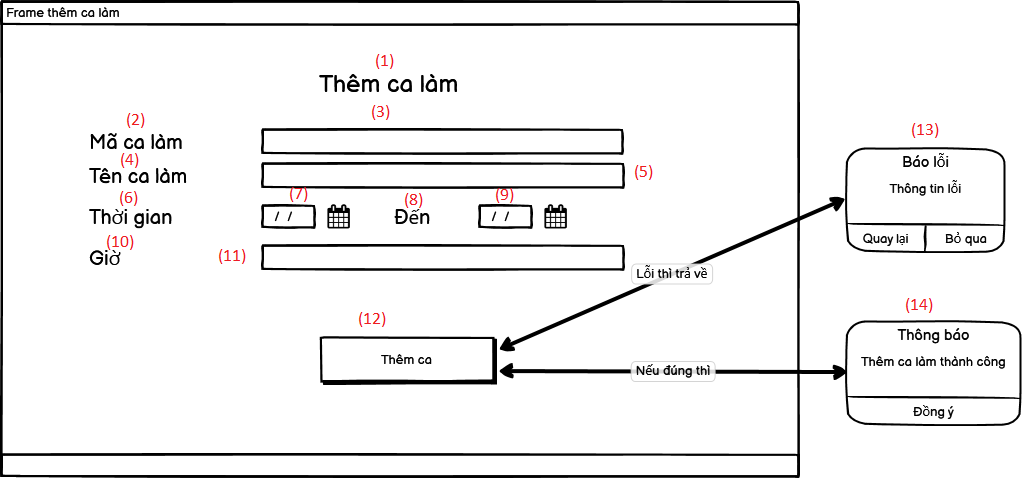 Frame thêm ca làm
(1)
Thêm ca làm
(2)
(3)
Mã ca làm
(4)
Tên ca làm
(5)
(6)
(7)
(8)
(9)
Thời gian
/ /
Đến
/ /
(10)
Giờ
(11)
(12)
Thêm ca
Lỗi thì trả về
Nếu đúng thì
(13)
Báo lỗi
Thông tin lỗi
Quay lại
Bỏ qua
(14)
Thông báo
Thêm ca làm thành công
Đồng ý